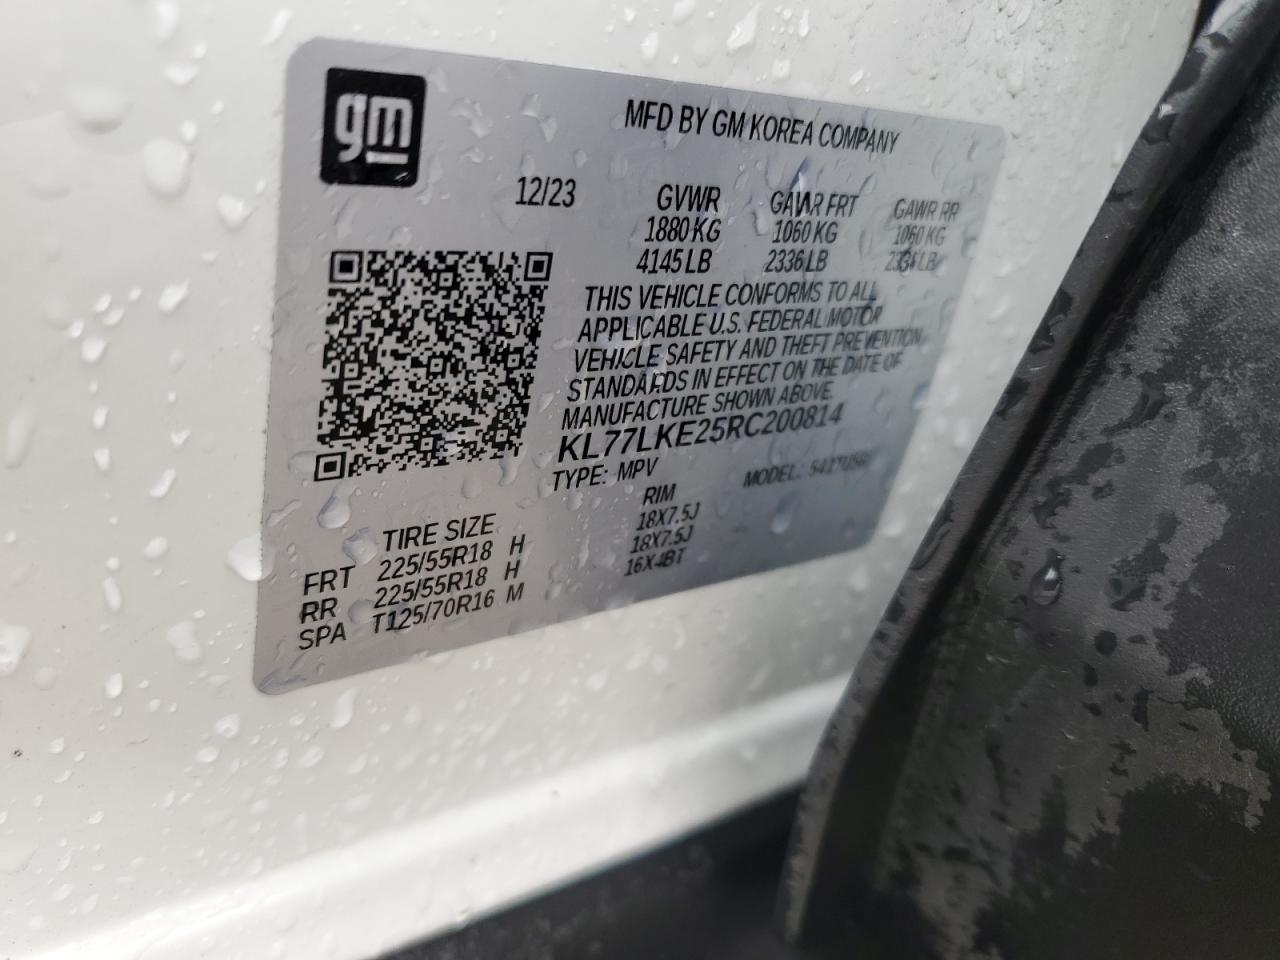 gm
MFD BY GM KOREA COMPANY
12/23 GVWR GAWR FRT GAWR RR
1880 KG 1060 KG 1060 KG
4145 LB 2336 LB LB
THIS VEHICLE CONFORMS TO ALL
APPLICABLE U.S. FEDERAL MOTOR
VEHICLE SAFETY AND THEFT PREVENTION
STANDARDS IN EFFECT ON THE DATE OF
MANUFACTURE SHOWN ABOVE.
KL77LKE25RC200814
TYPE: MPV MODEL:
TIRE SIZE RIM
FRT 225/55R18 H 18X7.5J
RR 225/55R18 H 18X7.5J
SPA T125/70R16 M 16X4BT